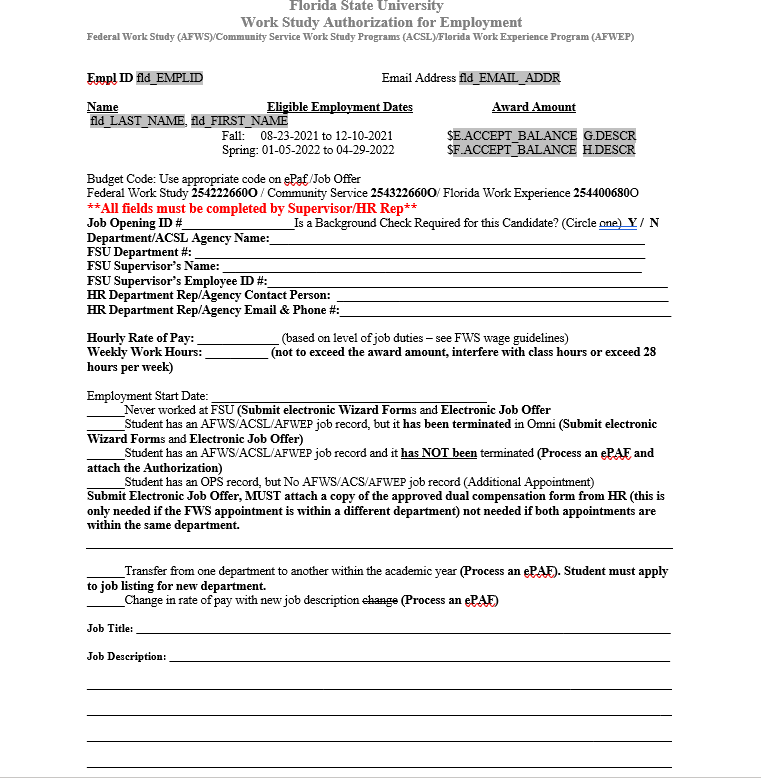 Florida State University
Work Study Authorization for Employment
Federal Work Study (AFWS)/Community Service Work Study Programs (ACSL)/Florida Work Experience Program (AFWEP)
Empl ID fld_EMPLID Email Address fld_EMAIL_ADDR
Name Eligible Employment Dates Award Amount
fld_LAST_NAME, fld_FIRST_NAME
Fall: 08-23-2021 to 12-10-2021 $E.ACCEPT_BALANCE G.DESCR
Spring: 01-05-2022 to 04-29-2022 $F.ACCEPT_BALANCE H.DESCR
Budget Code: Use appropriate code on ePaf /Job Offer
Federal Work Study 254222660O / Community Service 254322660O/ Florida Work Experience 254400680O
**All fields must be completed by Supervisor/HR Rep**
Job Opening ID #__________________Is a Background Check Required for this Candidate? (Circle one) Y / N
Department/ACSL Agency Name:____________________
FSU Department #: ____________________
FSU Supervisor's Name: ____________________
FSU Supervisor's Employee ID #:____________________
HR Department Rep/Agency Contact Person: ____________________
HR Department Rep/Agency Email & Phone #:____________________
Hourly Rate of Pay: _____________ (based on level of job duties – see FWS wage guidelines)
Weekly Work Hours: __________ (not to exceed the award amount, interfere with class hours or exceed 28
hours per week)
Employment Start Date: ____________________
______Never worked at FSU (Submit electronic Wizard Forms and Electronic Job Offer
______Student has an AFWS/ACSL/AFWEP job record, but it has been terminated in Omni (Submit electronic
Wizard Forms and Electronic Job Offer)
______Student has an AFWS/ACSL/AFWEP job record and it has NOT been terminated (Process an ePAF and
attach the Authorization)
______Student has an OPS record, but No AFWS/ACS/AFWEP job record (Additional Appointment)
Submit Electronic Job Offer, MUST attach a copy of the approved dual compensation form from HR (this is
only needed if the FWS appointment is within a different department) not needed if both appointments are
within the same department.
______Transfer from one department to another within the academic year (Process an ePAF). Student must apply
to job listing for new department.
______Change in rate of pay with new job description change (Process an ePAF)
Job Title: ____________________
Job Description: ____________________